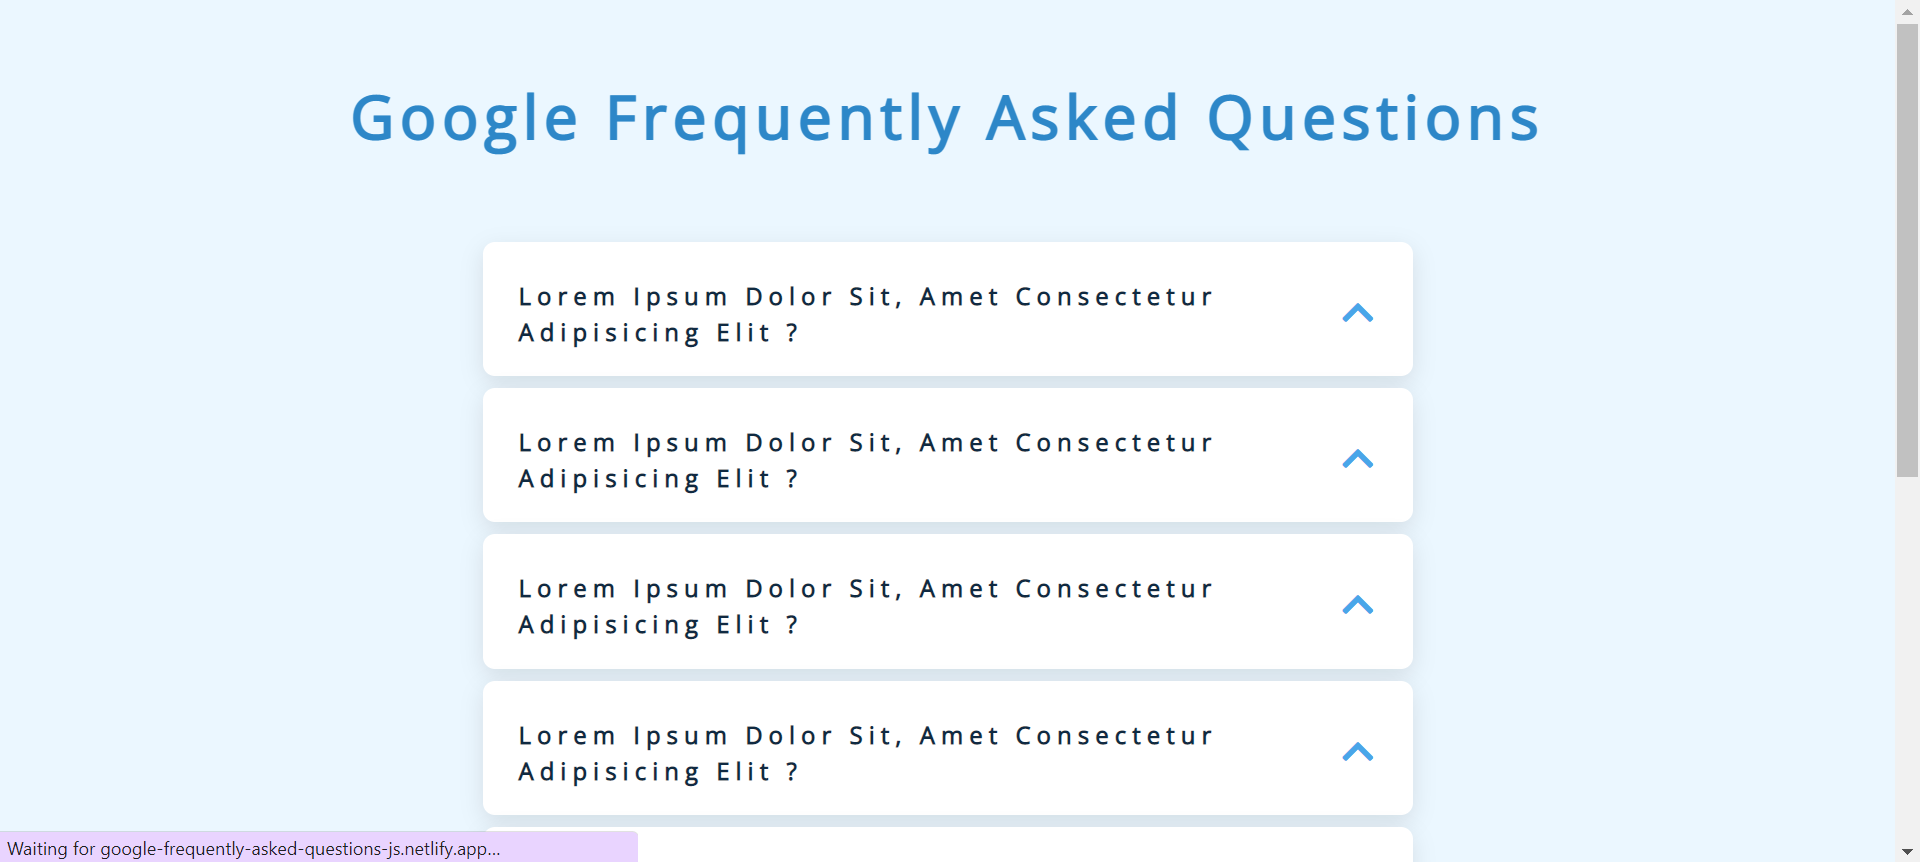 Google Frequently Asked Questions
Lorem Ipsum Dolor Sit, Amet Consectetur
Adipisicing Elit ?
Lorem Ipsum Dolor Sit, Amet Consectetur
Adipisicing Elit ?
Lorem Ipsum Dolor Sit, Amet Consectetur
Adipisicing Elit ?
Lorem Ipsum Dolor Sit, Amet Consectetur
Adipisicing Elit ?
Waiting for google-frequently-asked-questions-js.netlify.app...